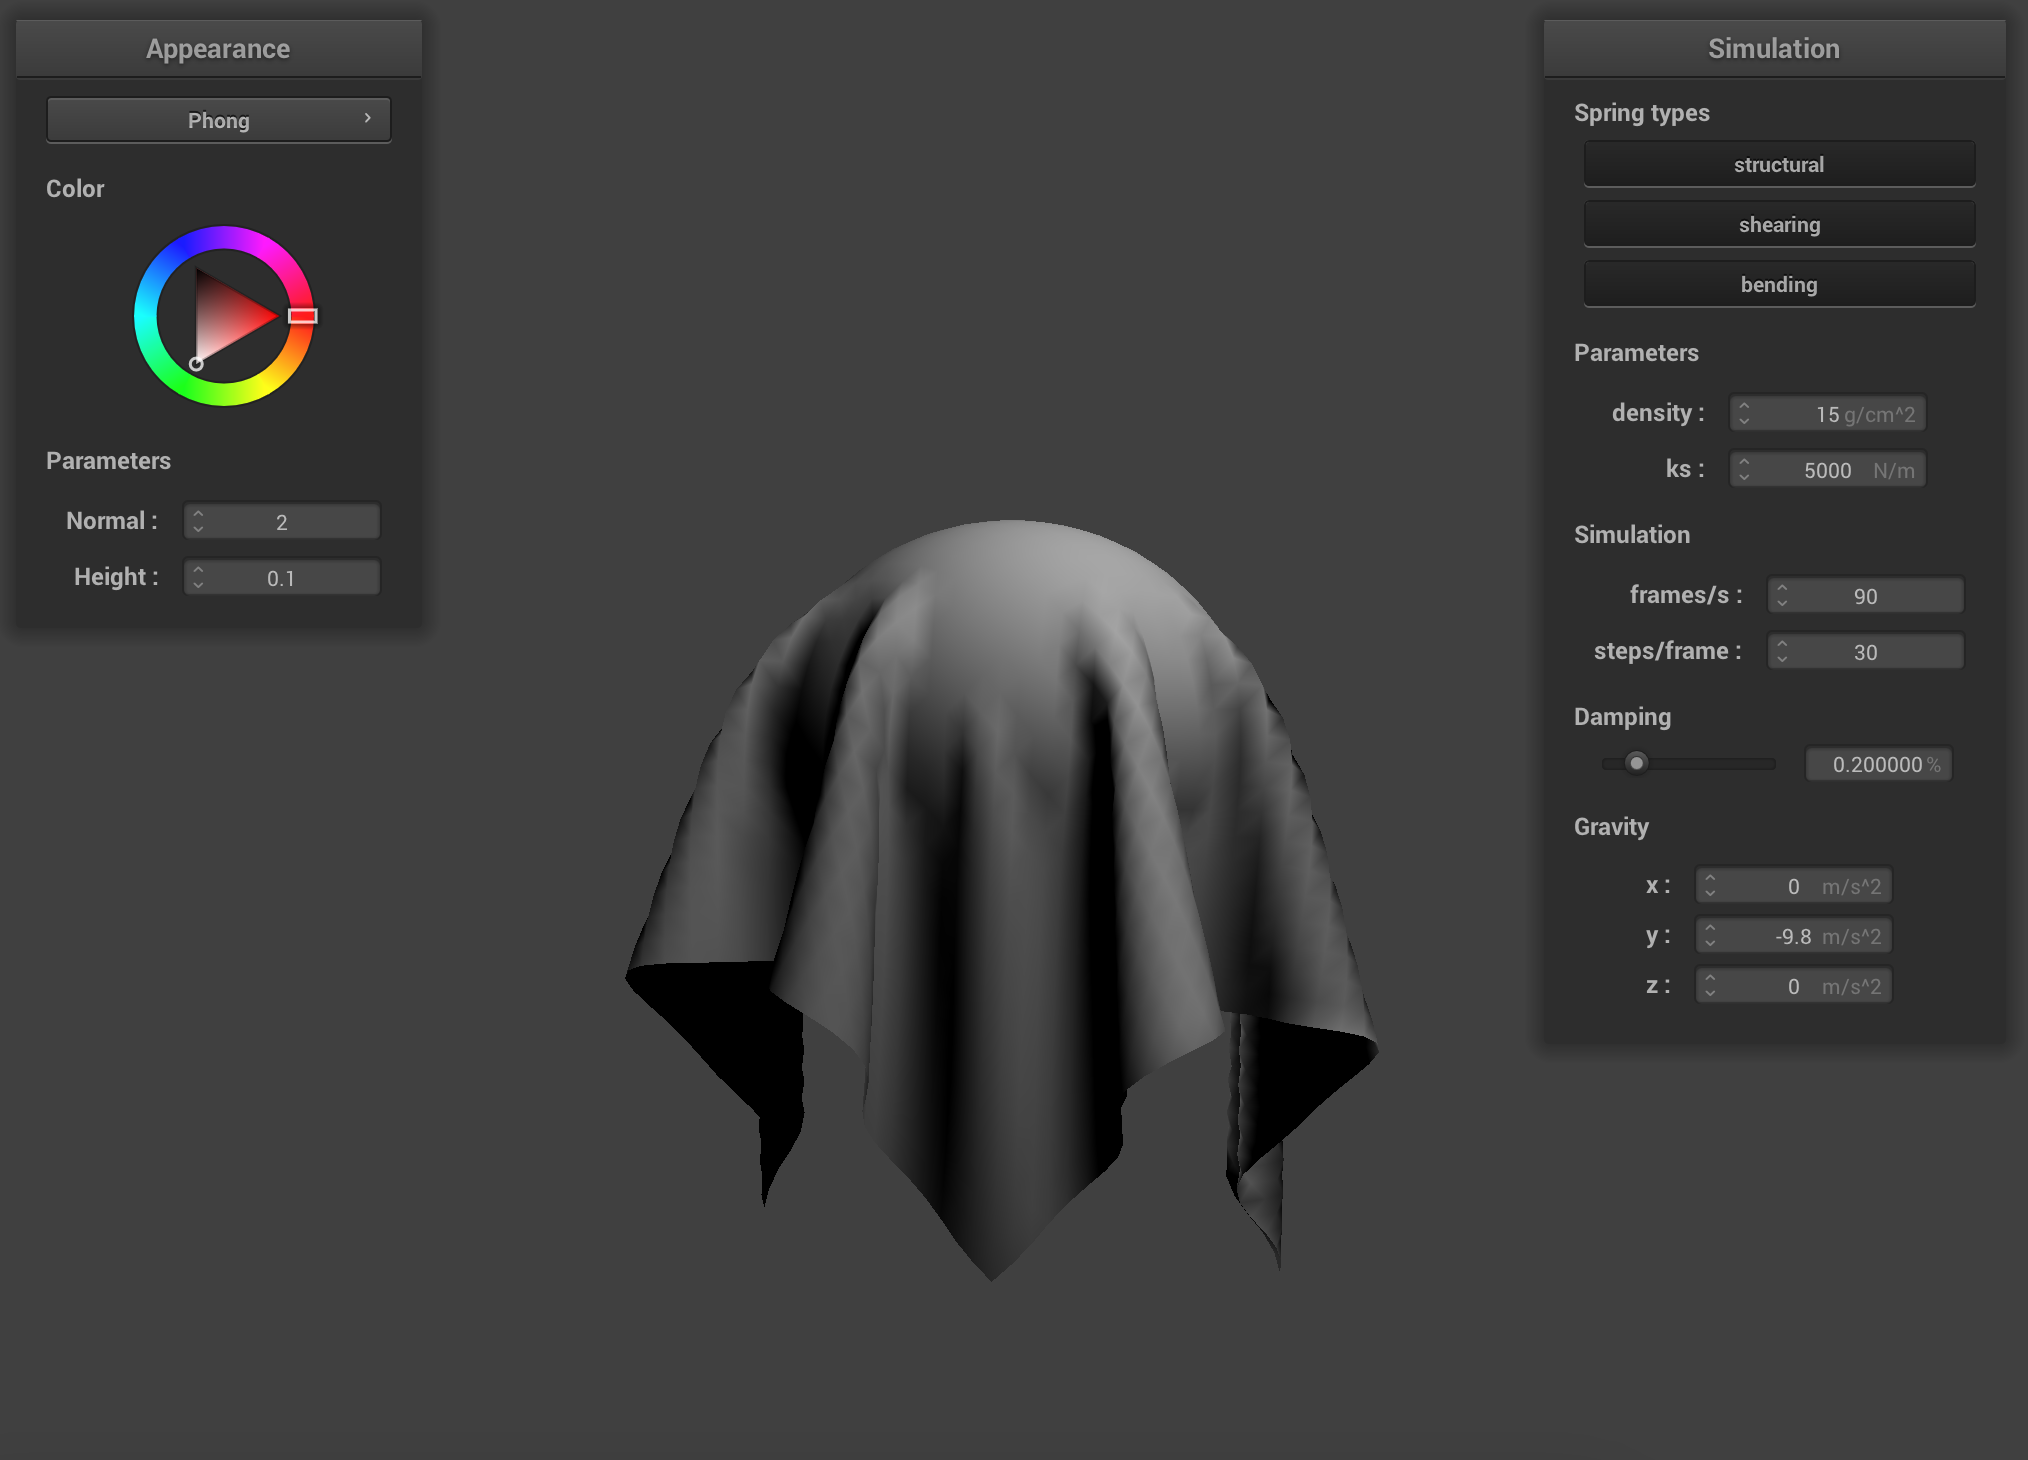 Appearance
Phong
Color
Parameters
Normal : 2
Height : 0.1
Simulation
Spring types
structural
shearing
bending
Parameters
density : 15 g/cm^2
ks : 5000 N/m
Simulation
frames/s : 90
steps/frame : 30
Damping
0.200000 %
Gravity
x : 0 m/s^2
y : -9.8 m/s^2
z : 0 m/s^2